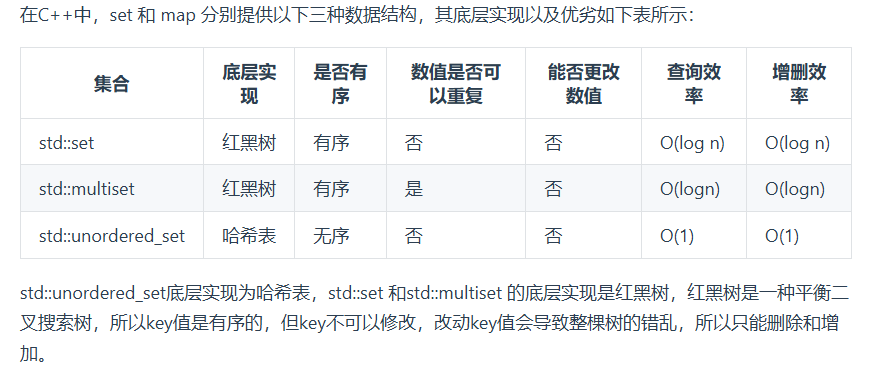 在C++中，set 和 map 分别提供以下三种数据结构，其底层实现以及优劣如下表所示：
集合 底层实现 是否有序 数值是否可以重复 能否更改数值 查询效率 增删效率
std::set 红黑树 有序 否 否 O(log n) O(log n)
std::multiset 红黑树 有序 是 否 O(logn) O(logn)
std::unordered_set 哈希表 无序 否 否 O(1) O(1)
std::unordered_set底层实现为哈希表，std::set 和std::multiset 的底层实现是红黑树，红黑树是一种平衡二
叉搜索树，所以key值是有序的，但key不可以修改，改动key值会导致整棵树的错乱，所以只能删除和增
加。